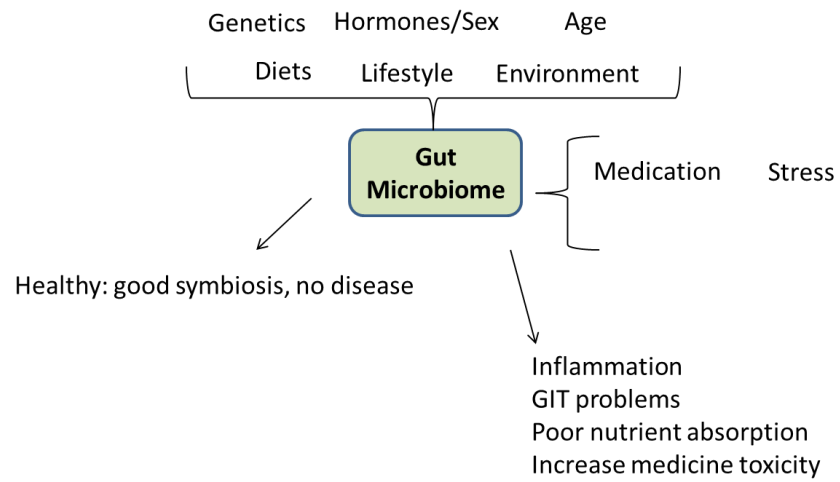 Genetics Hormones/Sex Age
Diets Lifestyle Environment
Gut
Microbiome
Medication Stress
Healthy: good symbiosis, no disease
Inflammation
GIT problems
Poor nutrient absorption
Increase medicine toxicity